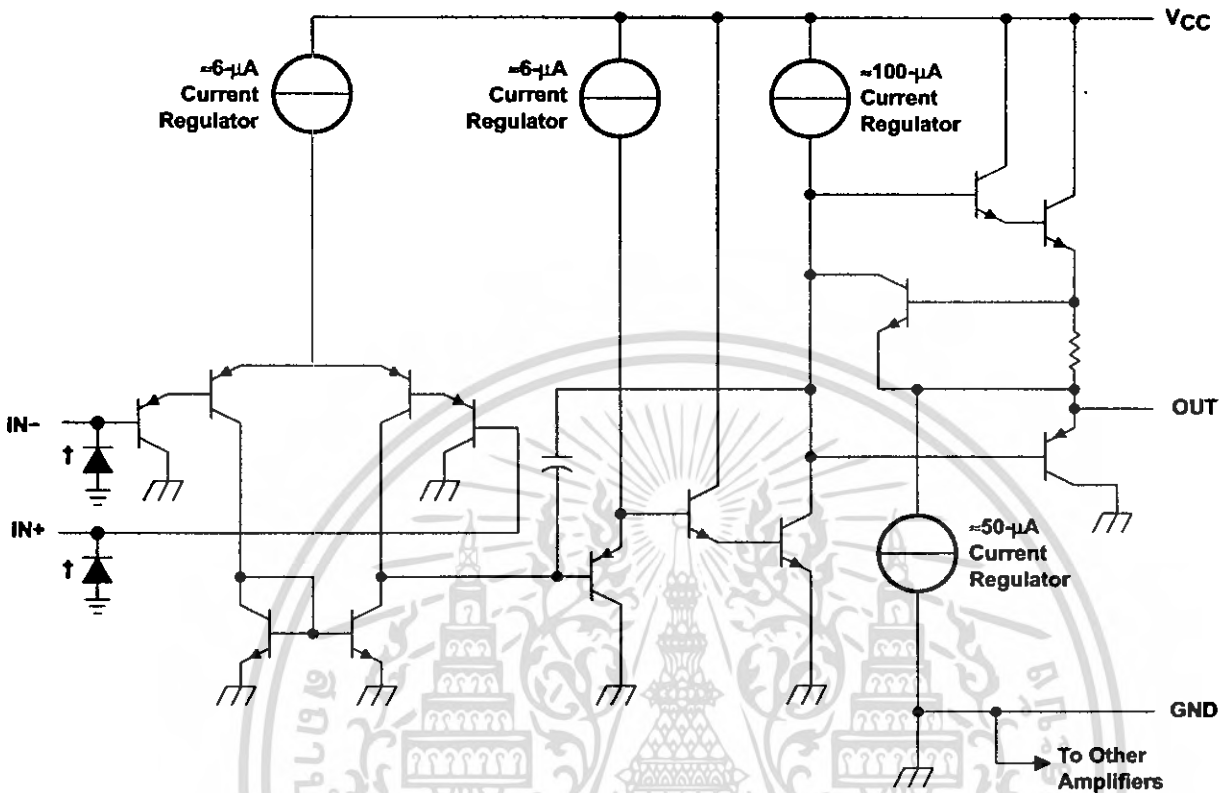 VCC
≈6-µA
Current
Regulator
≈6-µA
Current
Regulator
≈100-µA
Current
Regulator
IN−
†
IN+
†
OUT
≈50-µA
Current
Regulator
GND
To Other
Amplifiers